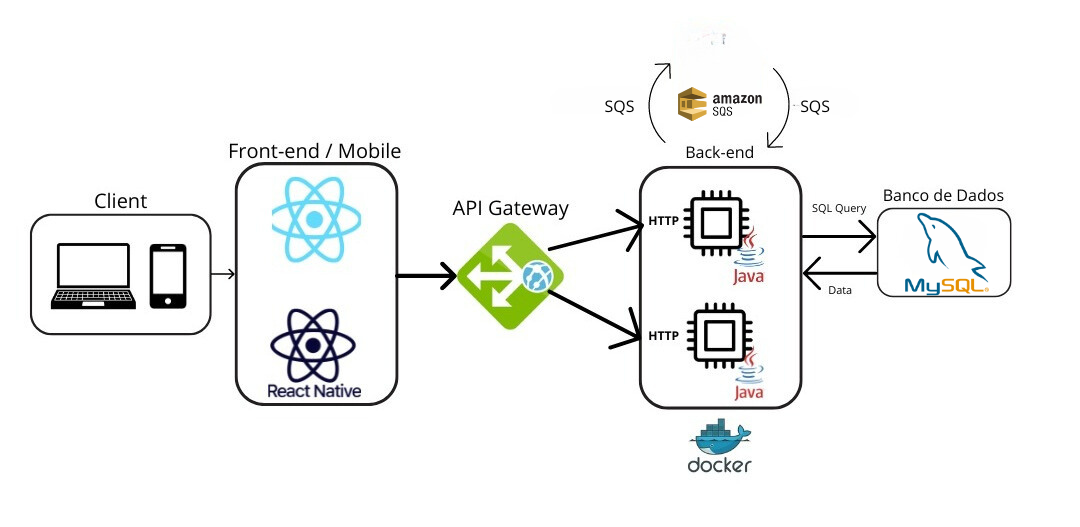 amazon
SQS
SQS
SQS
Back-end
Front-end / Mobile
Client
API Gateway
Banco de Dados
HTTP
SQL Query
Java
MySQL
Data
HTTP
React Native
Java
docker